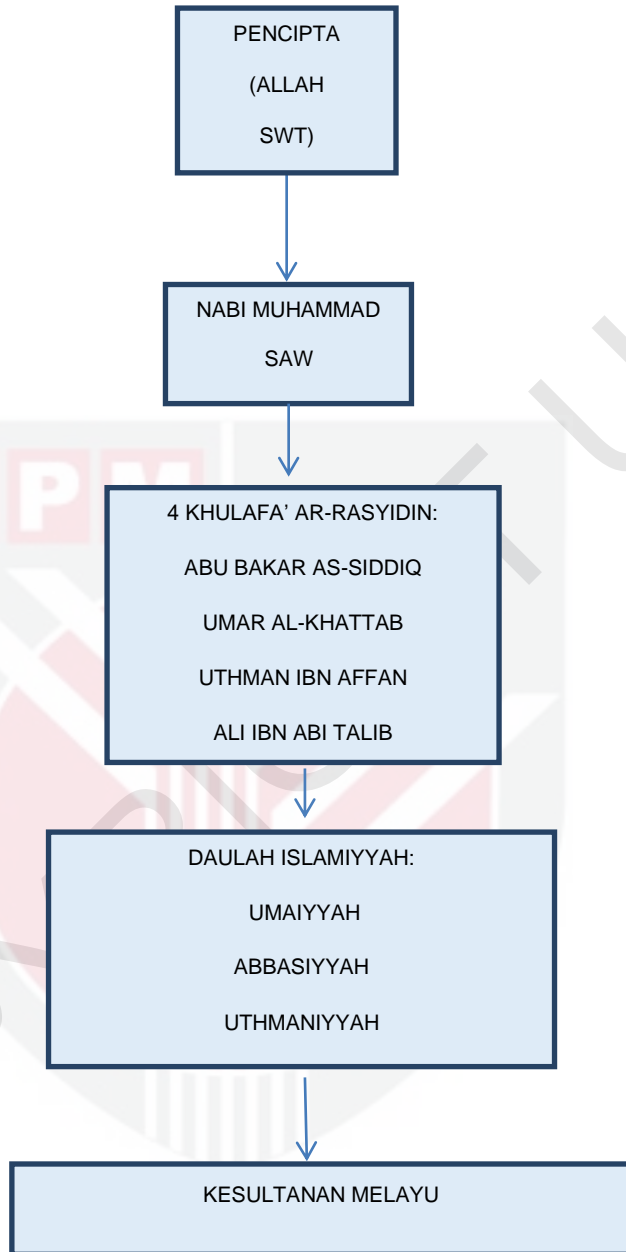 PENCIPTA
(ALLAH
SWT)
NABI MUHAMMAD
SAW
PM
4 KHULAFA’ AR-RASYIDIN:
ABU BAKAR AS-SIDDIQ
UMAR AL-KHATTAB
UTHMAN IBN AFFAN
ALI IBN ABI TALIB
DAULAH ISLAMIYYAH:
UMAIYYAH
ABBASIYYAH
UTHMANIYYAH
KESULTANAN MELAYU